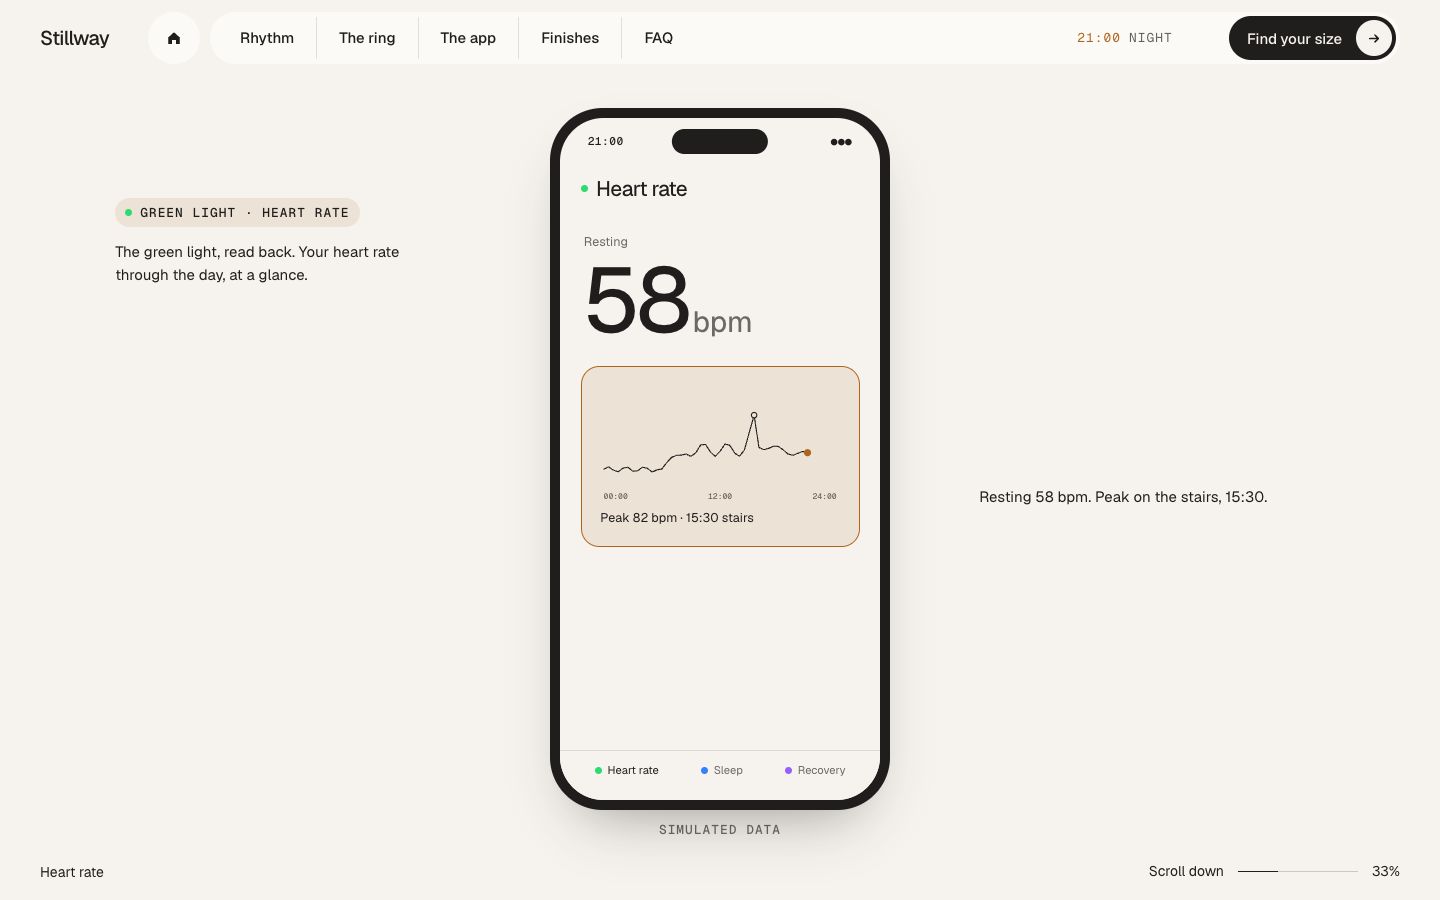 Stillway
Rhythm
The ring
The app
Finishes
FAQ
21:00 NIGHT
Find your size
21:00
Heart rate
GREEN LIGHT · HEART RATE
The green light, read back. Your heart rate
through the day, at a glance.
Resting
58 bpm
00:00 12:00 24:00
Peak 82 bpm · 15:30 stairs
Resting 58 bpm. Peak on the stairs, 15:30.
Heart rate
Sleep
Recovery
SIMULATED DATA
Heart rate
Scroll down
33%